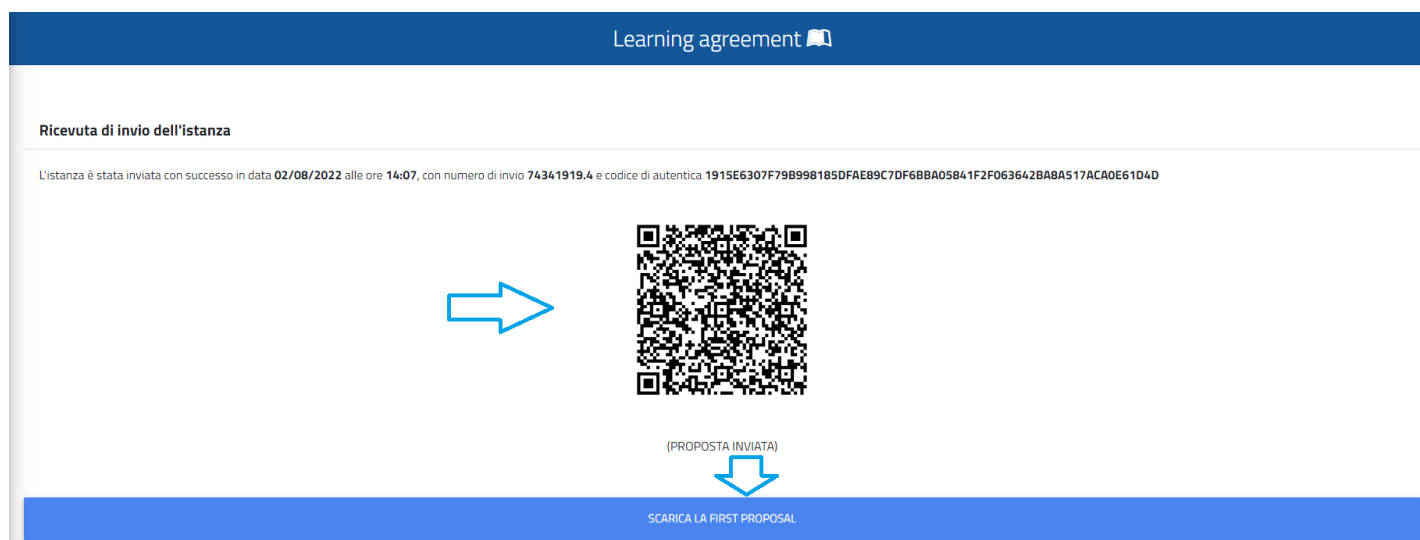 Learning agreement
Ricevuta di invio dell'istanza
L'istanza è stata inviata con successo in data 02/08/2022 alle ore 14:07, con numero di invio 74341919.4 e codice di autentica 1915E6307F79B998185DFAE89C7DF6BBA05841F2F063642BA8A517ACA0E61D4D
(PROPOSTA INVIATA)
SCARICA LA FIRST PROPOSAL